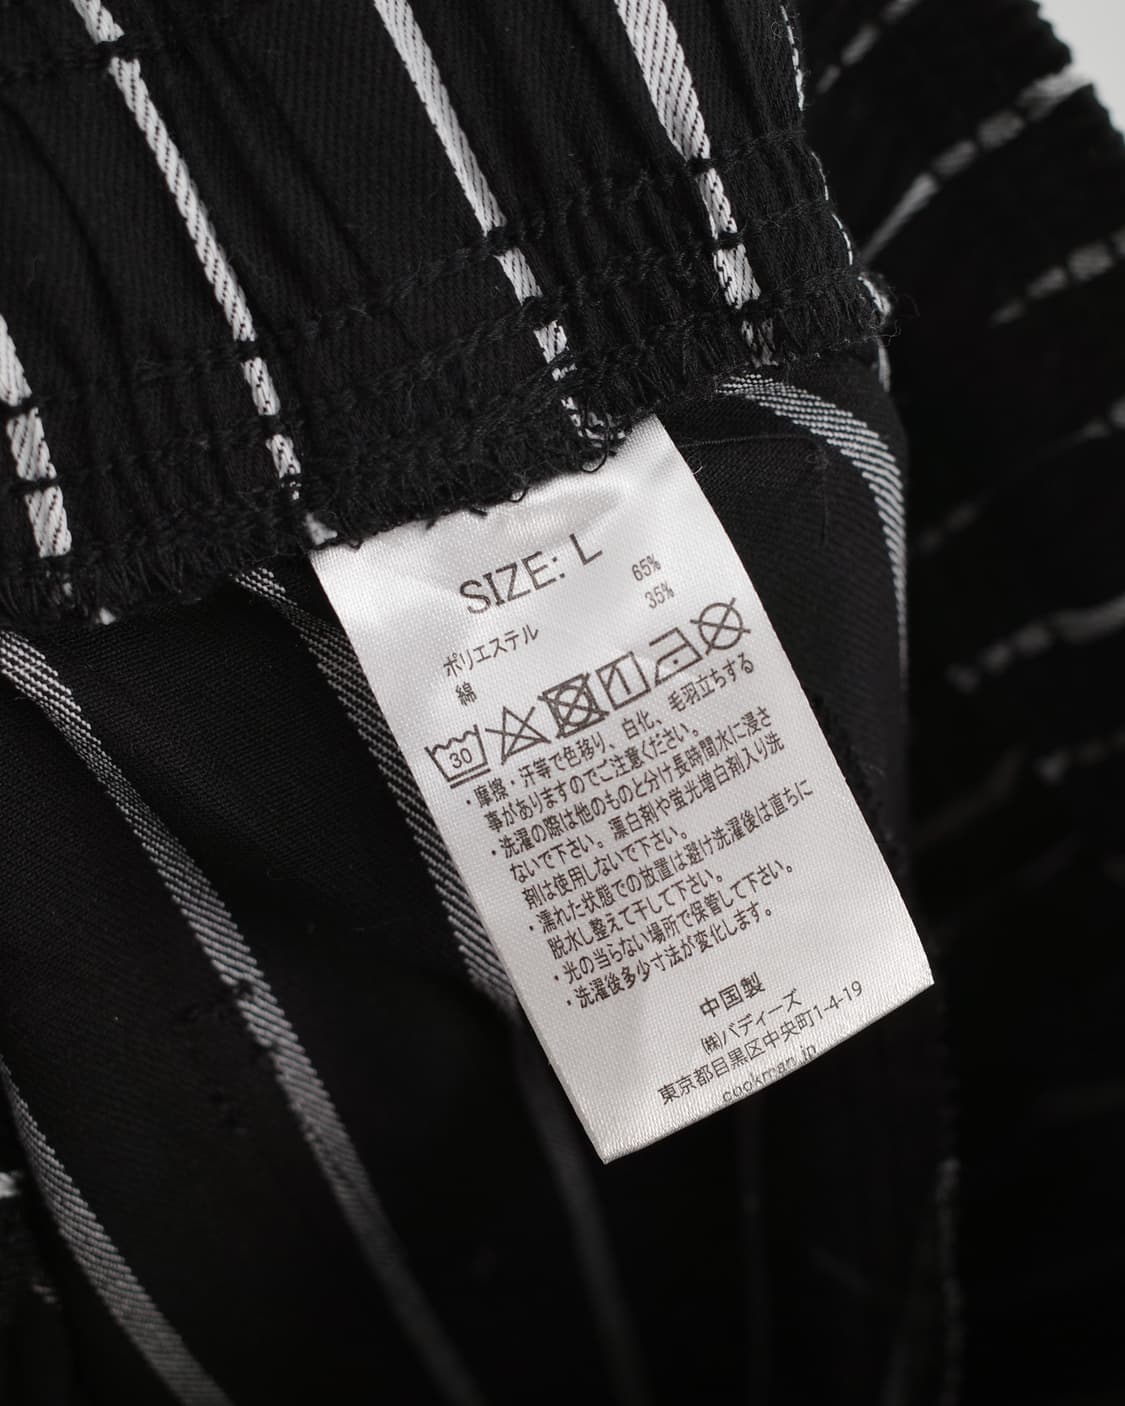 SIZE: L
ポリエステル 65%
綿 35%
30
・摩擦・汗等で色移り、白化、毛羽立ちする
事がありますのでご注意ください。
・洗濯の際は他のものと分け長時間水に浸さ
ないで下さい。漂白剤や蛍光増白剤入り洗
剤は使用しないで下さい。
・濡れた状態での放置は避け洗濯後は直ちに
脱水し整えて干して下さい。
・光の当らない場所で保管して下さい。
・洗濯後多少寸法が変化します。
中国製
㈱バディーズ
東京都目黒区中央町1-4-19
cookman.jp